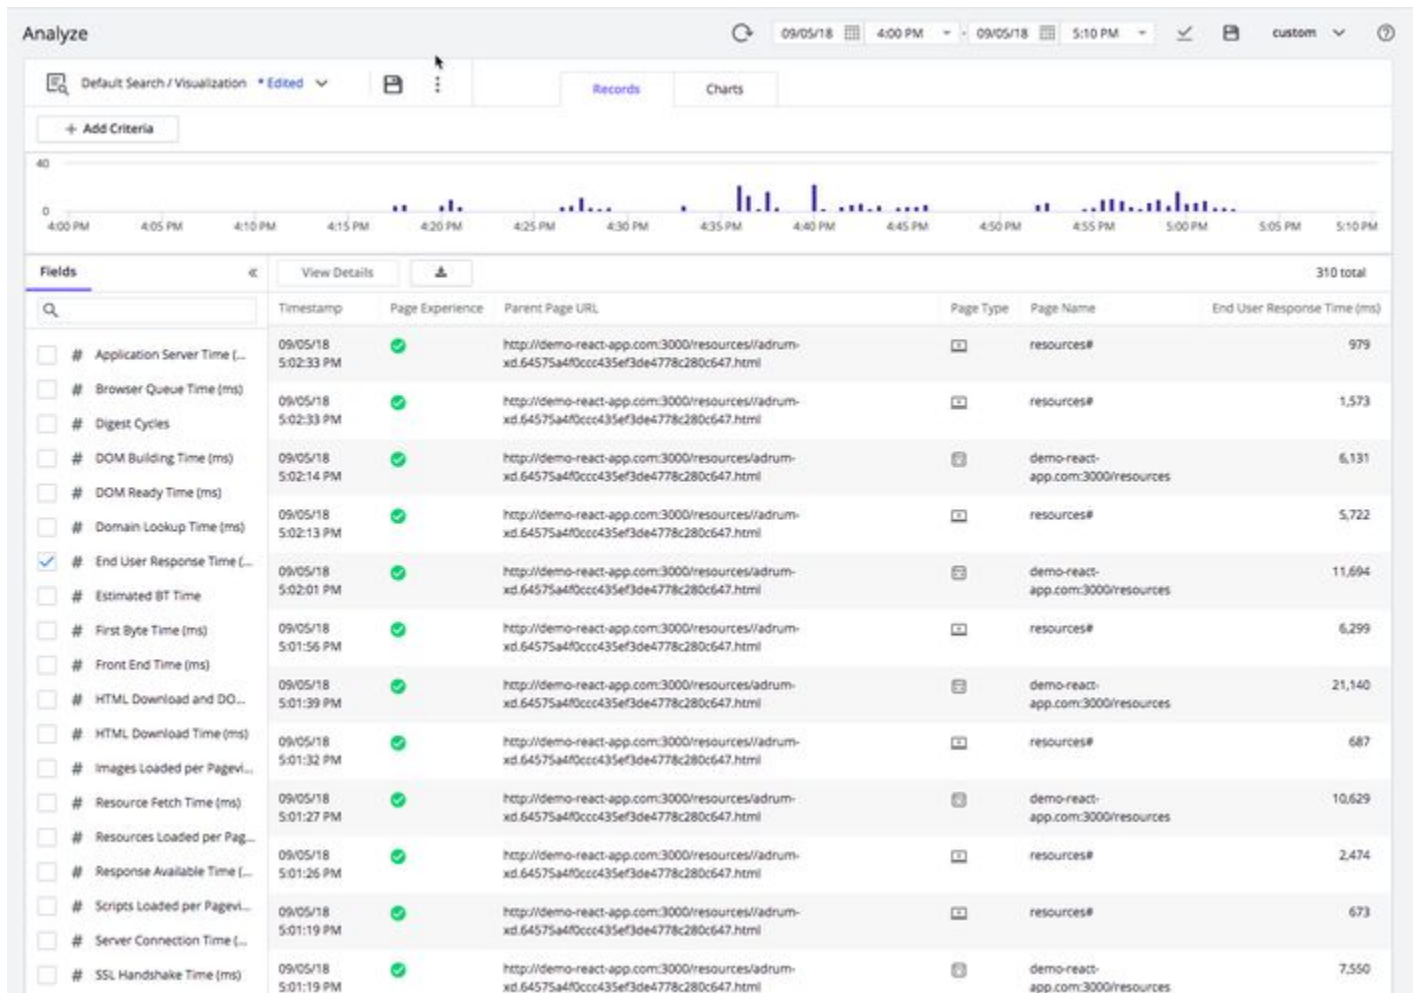 Analyze
09/05/18 4:00 PM - 09/05/18 5:10 PM custom
Default Search / Visualization * Edited
Records Charts
+ Add Criteria
40
0
4:00 PM 4:05 PM 4:10 PM 4:15 PM 4:20 PM 4:25 PM 4:30 PM 4:35 PM 4:40 PM 4:45 PM 4:50 PM 4:55 PM 5:00 PM 5:05 PM 5:10 PM
Fields « View Details 310 total
Timestamp Page Experience Parent Page URL Page Type Page Name End User Response Time (ms)
# Application Server Time (...
# Browser Queue Time (ms)
# Digest Cycles
# DOM Building Time (ms)
# DOM Ready Time (ms)
# Domain Lookup Time (ms)
# End User Response Time (...
# Estimated BT Time
# First Byte Time (ms)
# Front End Time (ms)
# HTML Download and DO...
# HTML Download Time (ms)
# Images Loaded per Pagevi...
# Resource Fetch Time (ms)
# Resources Loaded per Pag...
# Response Available Time (...
# Scripts Loaded per Pagevi...
# Server Connection Time (...
# SSL Handshake Time (ms)
09/05/18 http://demo-react-app.com:3000/resources//adrum- resources# 979
5:02:33 PM xd.64575a4f0ccc435ef3de4778c280c647.html
09/05/18 http://demo-react-app.com:3000/resources//adrum- resources# 1,573
5:02:33 PM xd.64575a4f0ccc435ef3de4778c280c647.html
09/05/18 http://demo-react-app.com:3000/resources/adrum- demo-react- 6,131
5:02:14 PM xd.64575a4f0ccc435ef3de4778c280c647.html app.com:3000/resources
09/05/18 http://demo-react-app.com:3000/resources//adrum- resources# 5,722
5:02:13 PM xd.64575a4f0ccc435ef3de4778c280c647.html
09/05/18 http://demo-react-app.com:3000/resources/adrum- demo-react- 11,694
5:02:01 PM xd.64575a4f0ccc435ef3de4778c280c647.html app.com:3000/resources
09/05/18 http://demo-react-app.com:3000/resources//adrum- resources# 6,299
5:01:56 PM xd.64575a4f0ccc435ef3de4778c280c647.html
09/05/18 http://demo-react-app.com:3000/resources/adrum- demo-react- 21,140
5:01:39 PM xd.64575a4f0ccc435ef3de4778c280c647.html app.com:3000/resources
09/05/18 http://demo-react-app.com:3000/resources//adrum- resources# 687
5:01:32 PM xd.64575a4f0ccc435ef3de4778c280c647.html
09/05/18 http://demo-react-app.com:3000/resources/adrum- demo-react- 10,629
5:01:27 PM xd.64575a4f0ccc435ef3de4778c280c647.html app.com:3000/resources
09/05/18 http://demo-react-app.com:3000/resources//adrum- resources# 2,474
5:01:26 PM xd.64575a4f0ccc435ef3de4778c280c647.html
09/05/18 http://demo-react-app.com:3000/resources//adrum- resources# 673
5:01:19 PM xd.64575a4f0ccc435ef3de4778c280c647.html
09/05/18 http://demo-react-app.com:3000/resources/adrum- demo-react- 7,550
5:01:19 PM xd.64575a4f0ccc435ef3de4778c280c647.html app.com:3000/resources